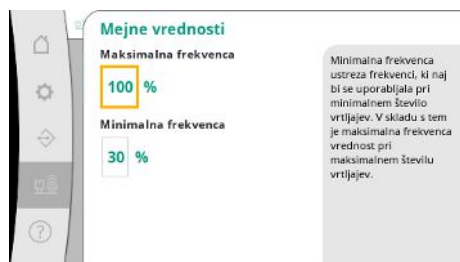 Mejne vrednosti
Maksimalna frekvenca
100 %
Minimalna frekvenca
30 %
Minimalna frekvenca
ustreza frekvenci, ki naj
bi se uporabljala pri
minimalnem število
vrtljajev. V skladu s tem
je maksimalna frekvenca
vrednost pri
maksimalnem številu
vrtljajev.